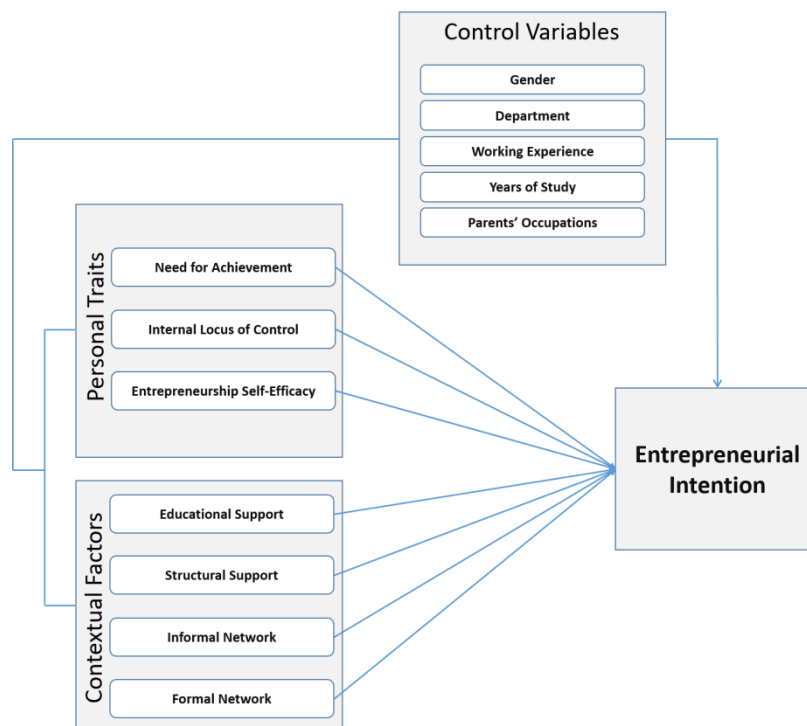 Control Variables
Gender
Department
Working Experience
Years of Study
Parents' Occupations
Personal Traits
Need for Achievement
Internal Locus of Control
Entrepreneurship Self-Efficacy
Entrepreneurial
Intention
Contextual Factors
Educational Support
Structural Support
Informal Network
Formal Network